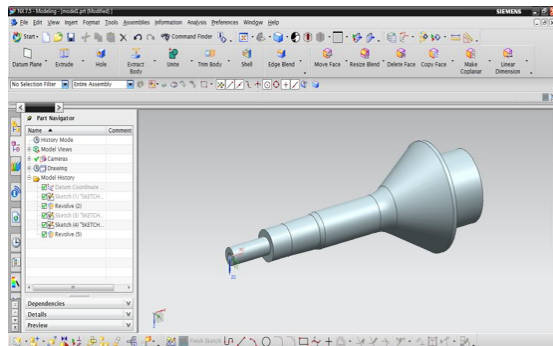 NX 7.5 - Modeling - [model1.prt (Modified)]
SIEMENS
File Edit View Insert Format Tools Assemblies Information Analysis Preferences Window Help
Start Command Finder
Datum Plane Extrude Hole Extract Body Unite Trim Body Shell Edge Blend Move Face Resize Blend Delete Face Copy Face Make Coplanar Linear Dimension
No Selection Filter Entire Assembly
Part Navigator
Name Comment
History Mode
Model Views
Cameras
Drawing
Model History
Datum Coordinate ...
Sketch (1) "SKETCH...
Revolve (2)
Sketch (3) "SKETCH...
Sketch (4) "SKETCH...
Revolve (5)
Dependencies
Details
Preview
Finish Sketch